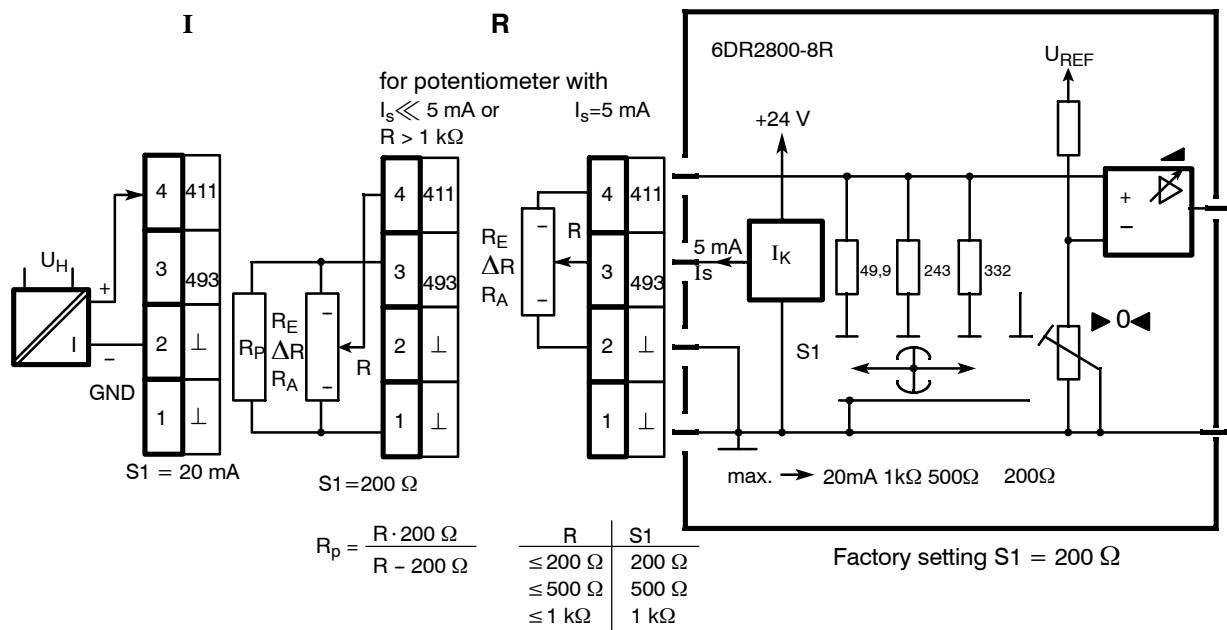 I
R
for potentiometer with
I_s ≪ 5 mA or
R > 1 kΩ
I_s=5 mA
6DR2800-8R
U_REF
+24 V
U_H
+
−
I
GND
4 411
3 493
2 ⊥
1 ⊥
S1 = 20 mA
R_P
R_E
ΔR
R_A
−
−
R
4 411
3 493
2 ⊥
1 ⊥
S1=200 Ω
R_E
ΔR
R_A
−
−
R
4 411
3 493
2 ⊥
1 ⊥
5 mA
Is
I_K
49,9
243
332
+
−
0
S1
max. → 20mA 1kΩ 500Ω 200Ω
R_p = R · 200 Ω
R − 200 Ω
R S1
≤ 200 Ω 200 Ω
≤ 500 Ω 500 Ω
≤ 1 kΩ 1 kΩ
Factory setting S1 = 200 Ω